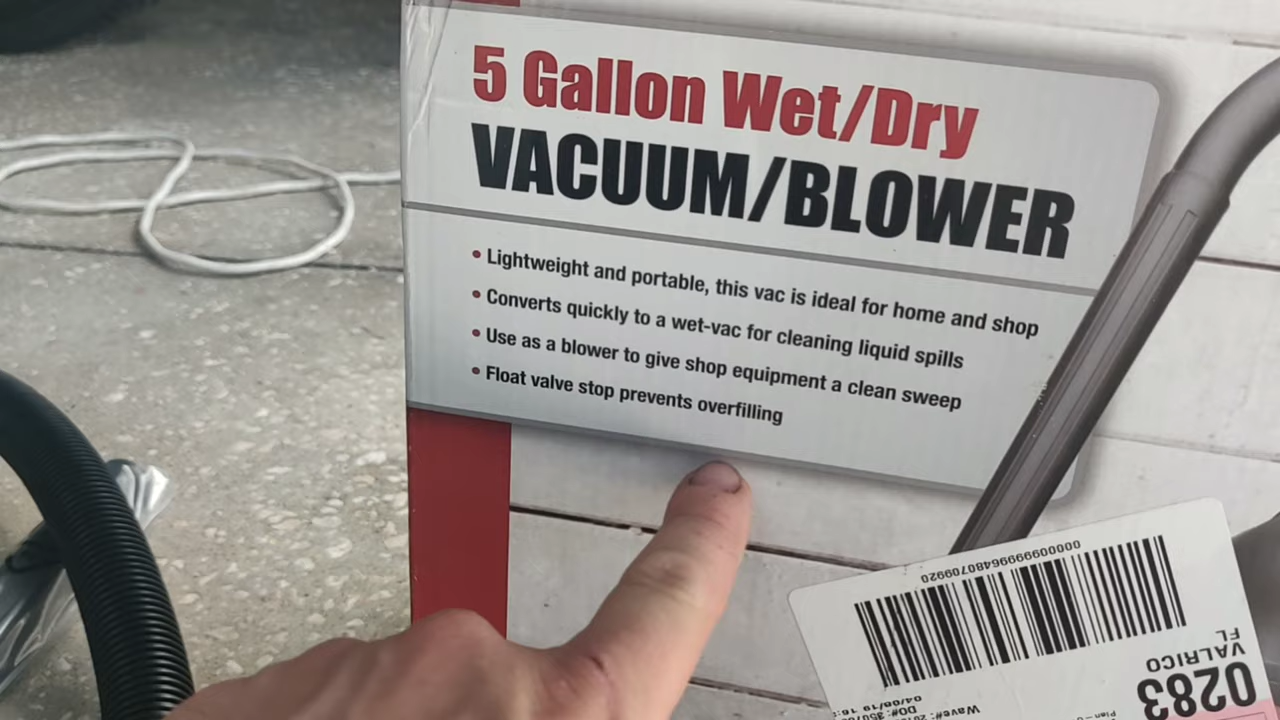 5 Gallon Wet/Dry
VACUUM/BLOWER
• Lightweight and portable, this vac is ideal for home and shop
• Converts quickly to a wet-vac for cleaning liquid spills
• Use as a blower to give shop equipment a clean sweep
• Float valve stop prevents overfilling
0283
VALRICO
FL